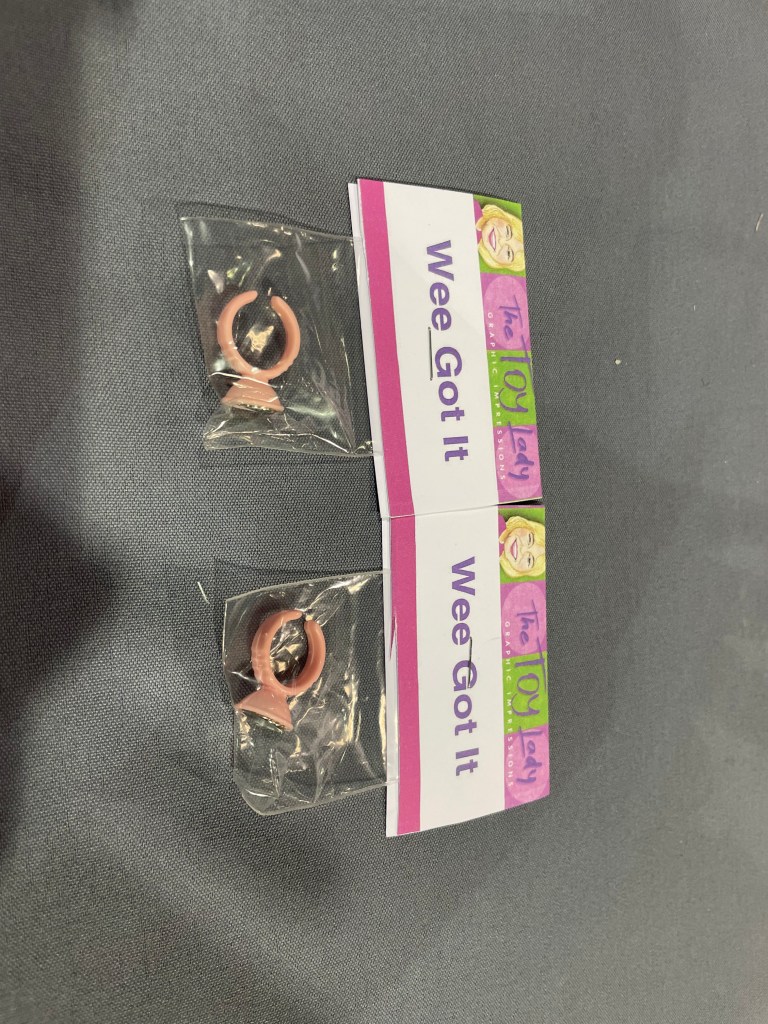 The Toy Lady
GRAPHIC IMPRESSIONS
Wee Got It
The Toy Lady
GRAPHIC IMPRESSIONS
Wee Got It